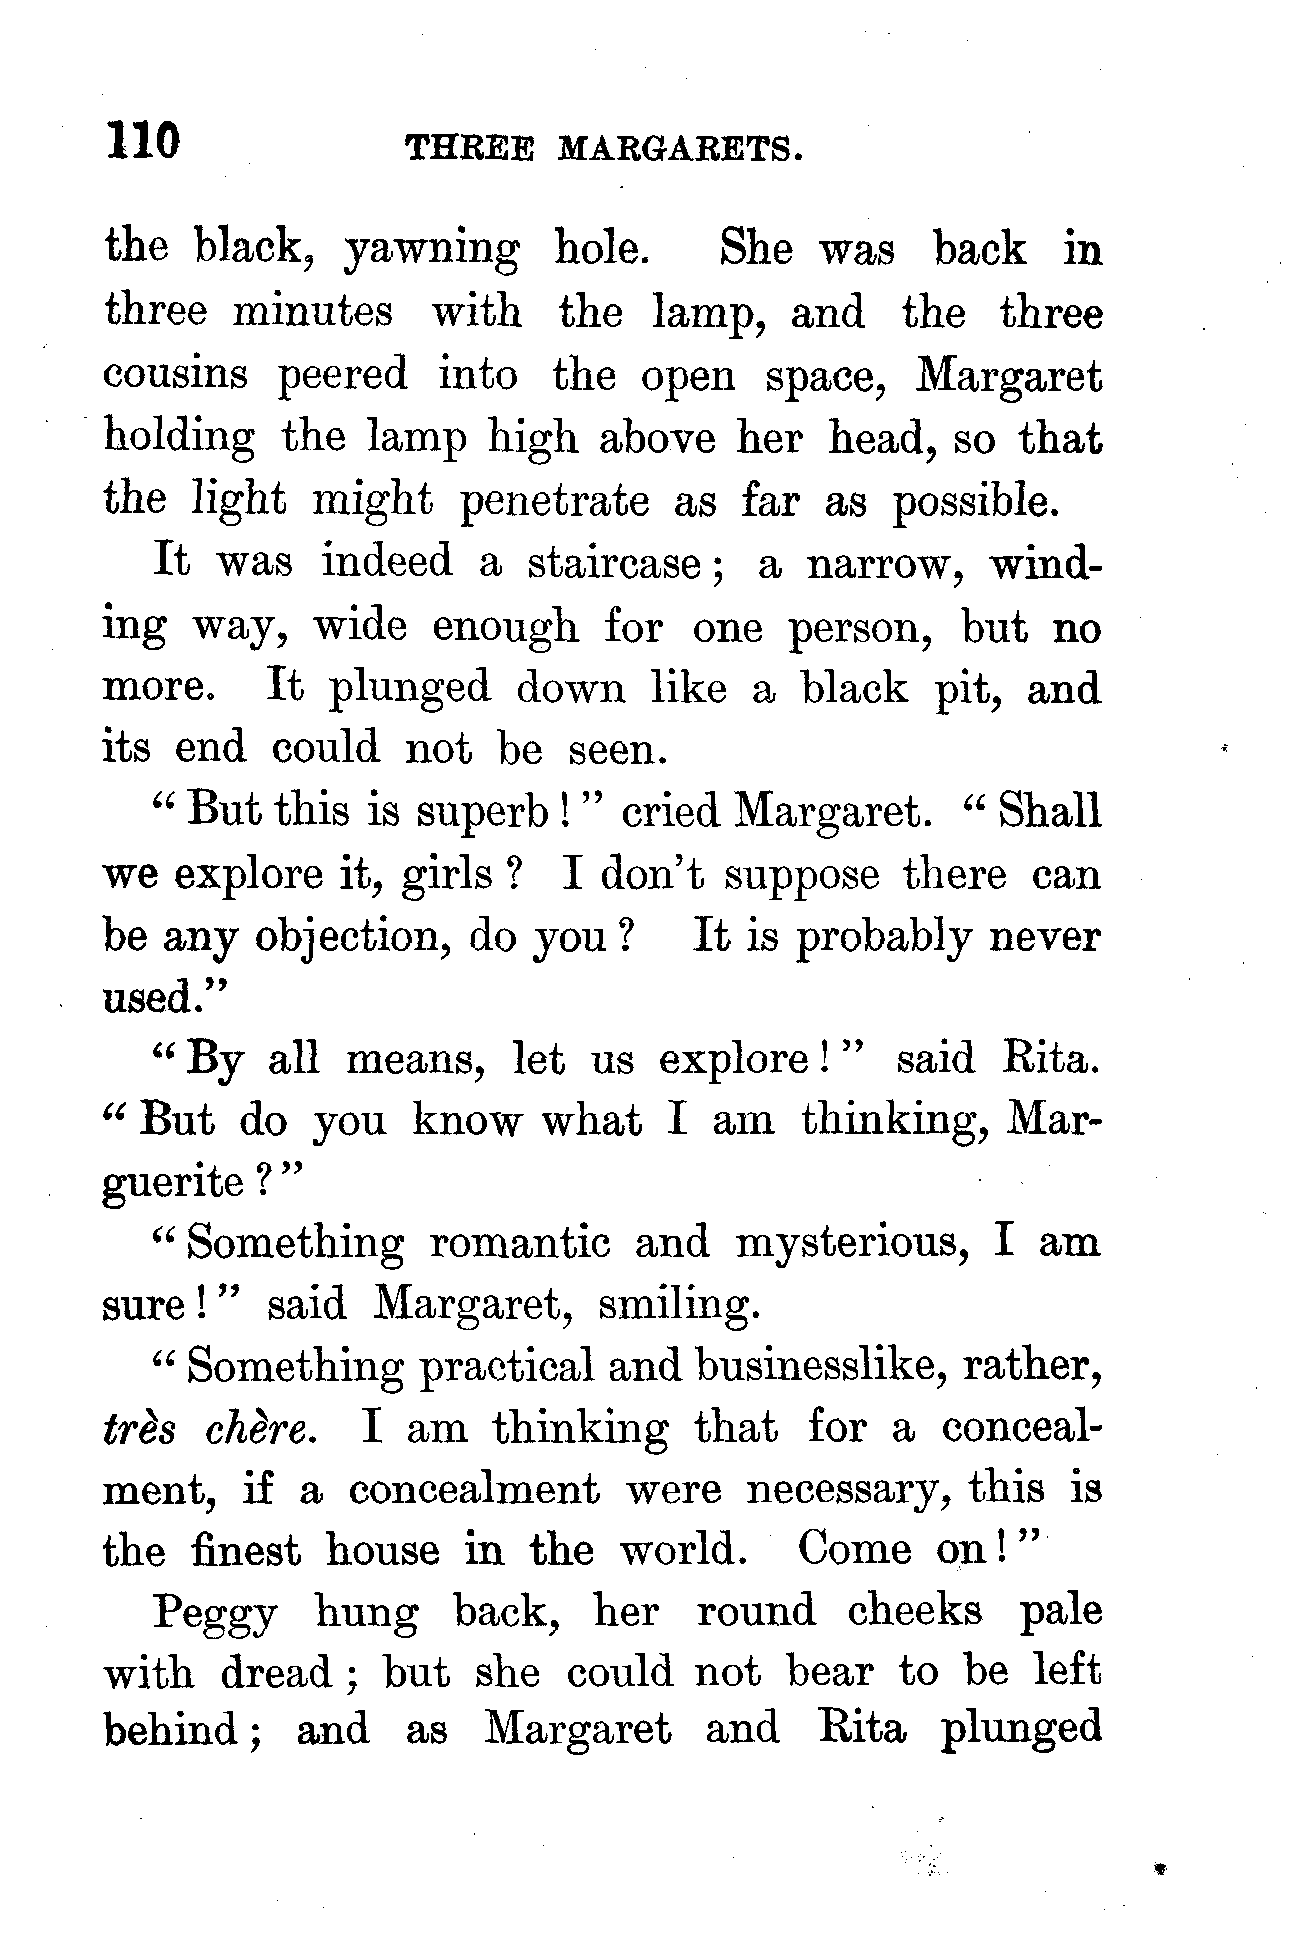 110 THREE MARGARETS.
the black, yawning hole. She was back in
three minutes with the lamp, and the three
cousins peered into the open space, Margaret
holding the lamp high above her head, so that
the light might penetrate as far as possible.
It was indeed a staircase; a narrow, wind-
ing way, wide enough for one person, but no
more. It plunged down like a black pit, and
its end could not be seen.
“But this is superb!” cried Margaret. “Shall
we explore it, girls? I don’t suppose there can
be any objection, do you? It is probably never
used.”
“By all means, let us explore!” said Rita.
“But do you know what I am thinking, Mar-
guerite?”
“Something romantic and mysterious, I am
sure!” said Margaret, smiling.
“Something practical and businesslike, rather,
très chère. I am thinking that for a conceal-
ment, if a concealment were necessary, this is
the finest house in the world. Come on!”
Peggy hung back, her round cheeks pale
with dread; but she could not bear to be left
behind; and as Margaret and Rita plunged